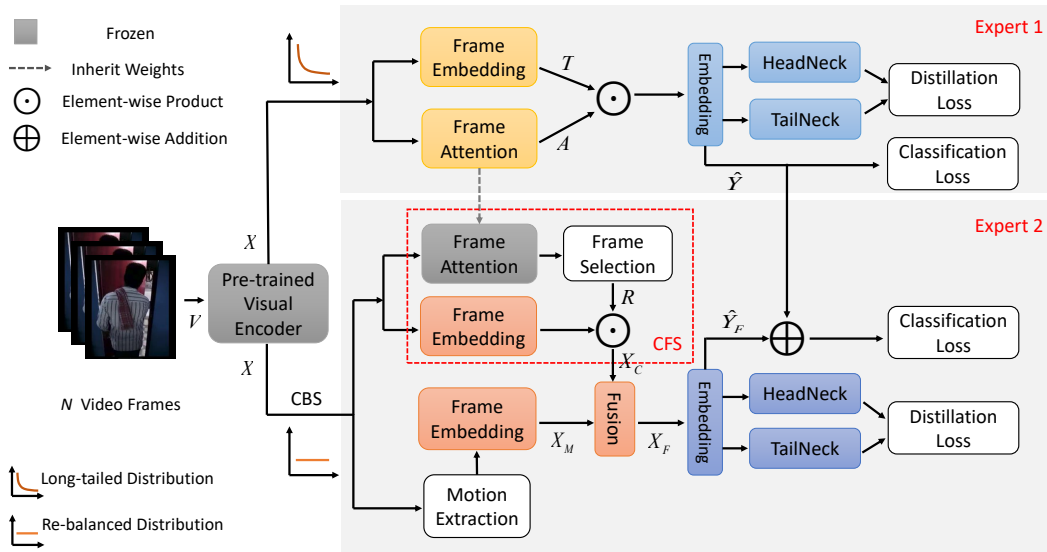 Frozen
Inherit Weights
Element-wise Product
Element-wise Addition
Expert 1
Frame
Embedding
T
Frame
Attention
A
Embedding
HeadNeck
TailNeck
Distillation
Loss
Classification
Loss
Ŷ
Expert 2
X
Pre-trained
Visual
Encoder
V
X
N Video Frames
CBS
Frame
Attention
Frame
Selection
R
Frame
Embedding
CFS
X_C
Frame
Embedding
X_M
Fusion
X_F
Motion
Extraction
Ŷ_F
Classification
Loss
Embedding
HeadNeck
TailNeck
Distillation
Loss
Long-tailed Distribution
Re-balanced Distribution